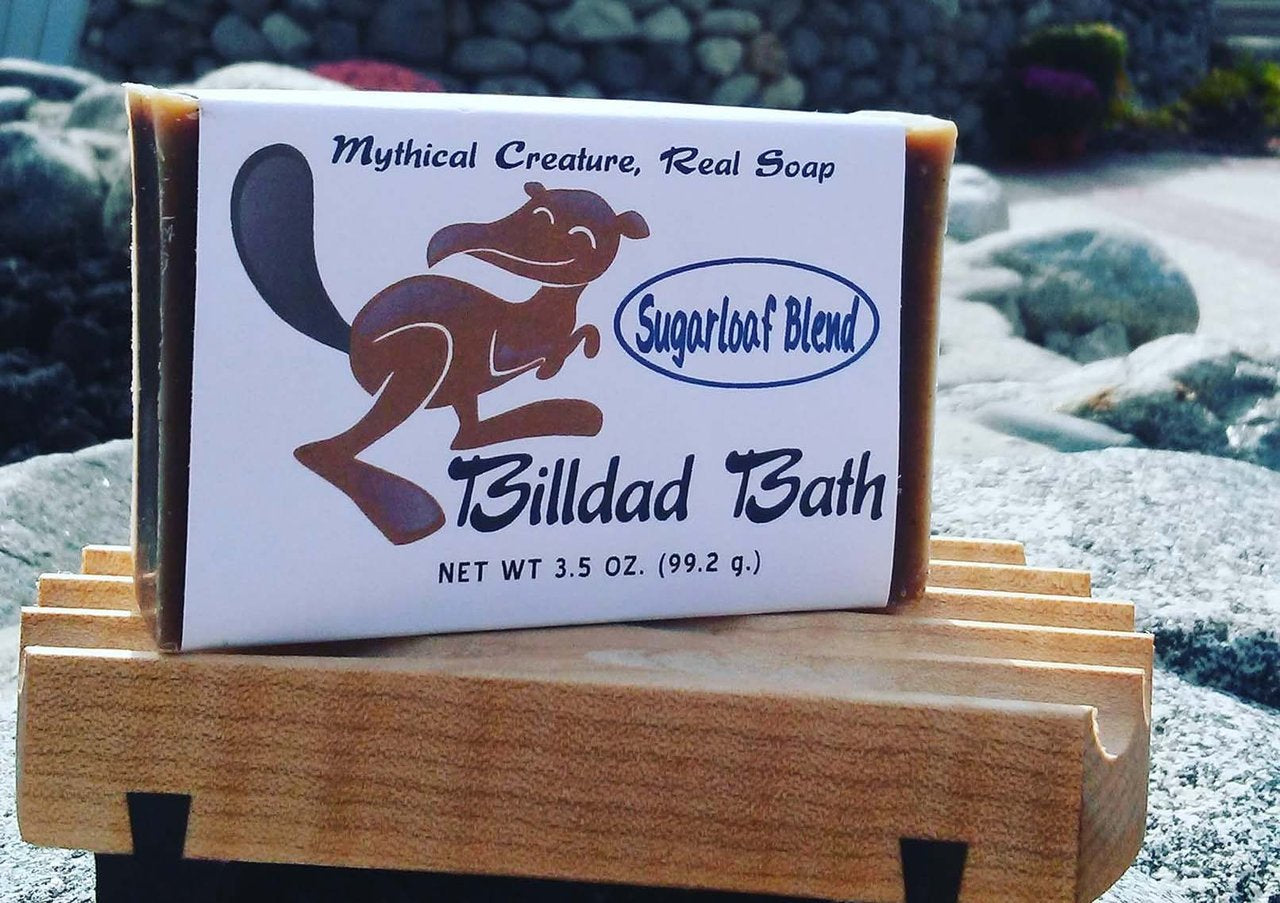 Mythical Creature, Real Soap
Sugarloaf Blend
Billdad Bath
NET WT 3.5 OZ. (99.2 g.)